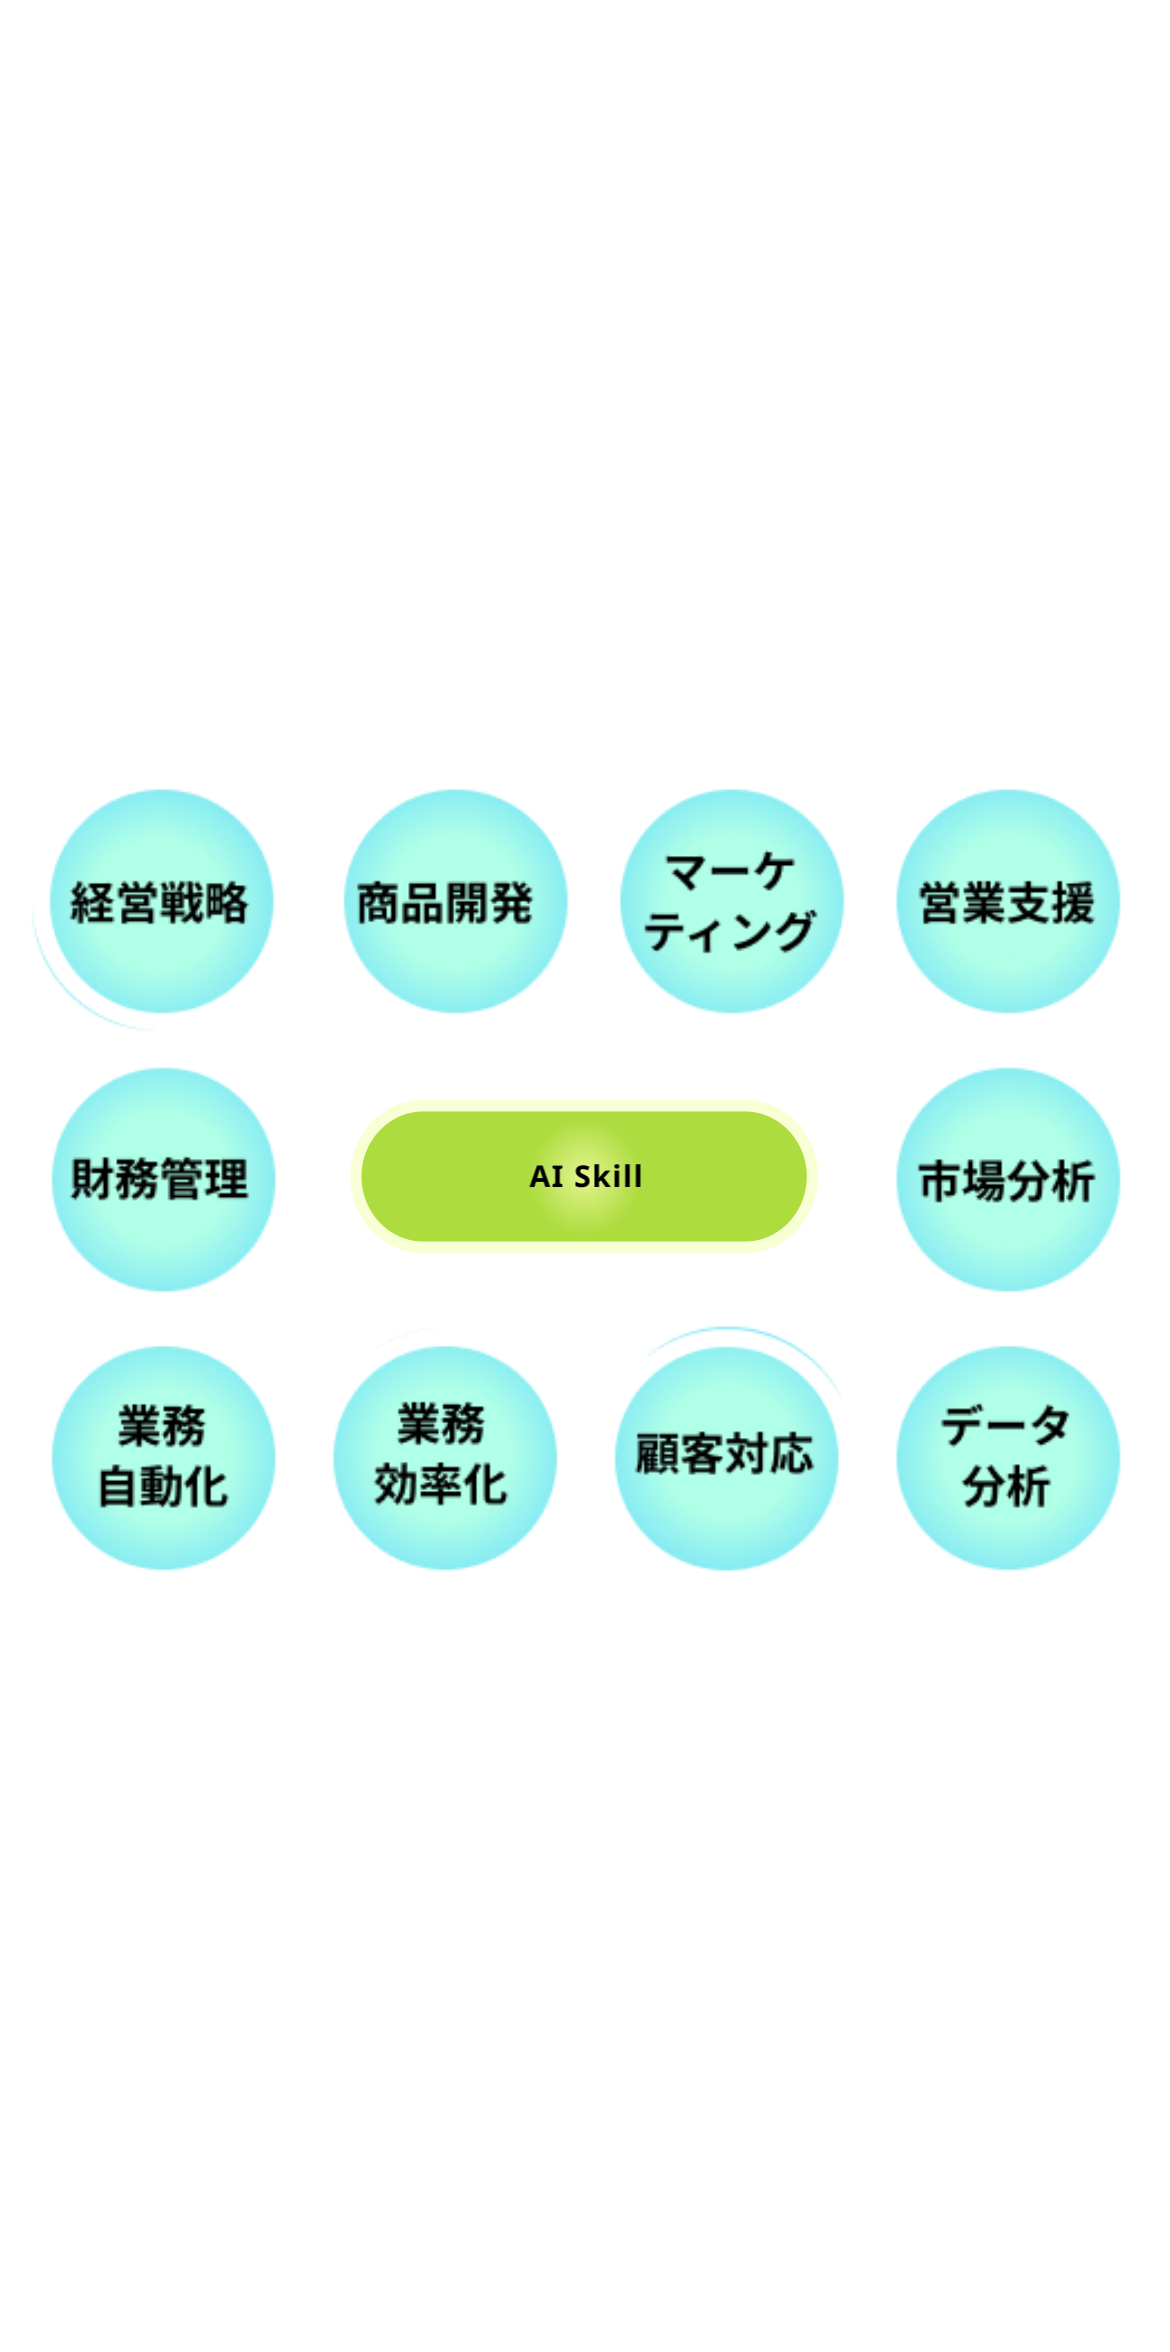 経営戦略
商品開発
マーケ
ティング
営業支援
財務管理
AI Skill
市場分析
業務
自動化
業務
効率化
顧客対応
データ
分析